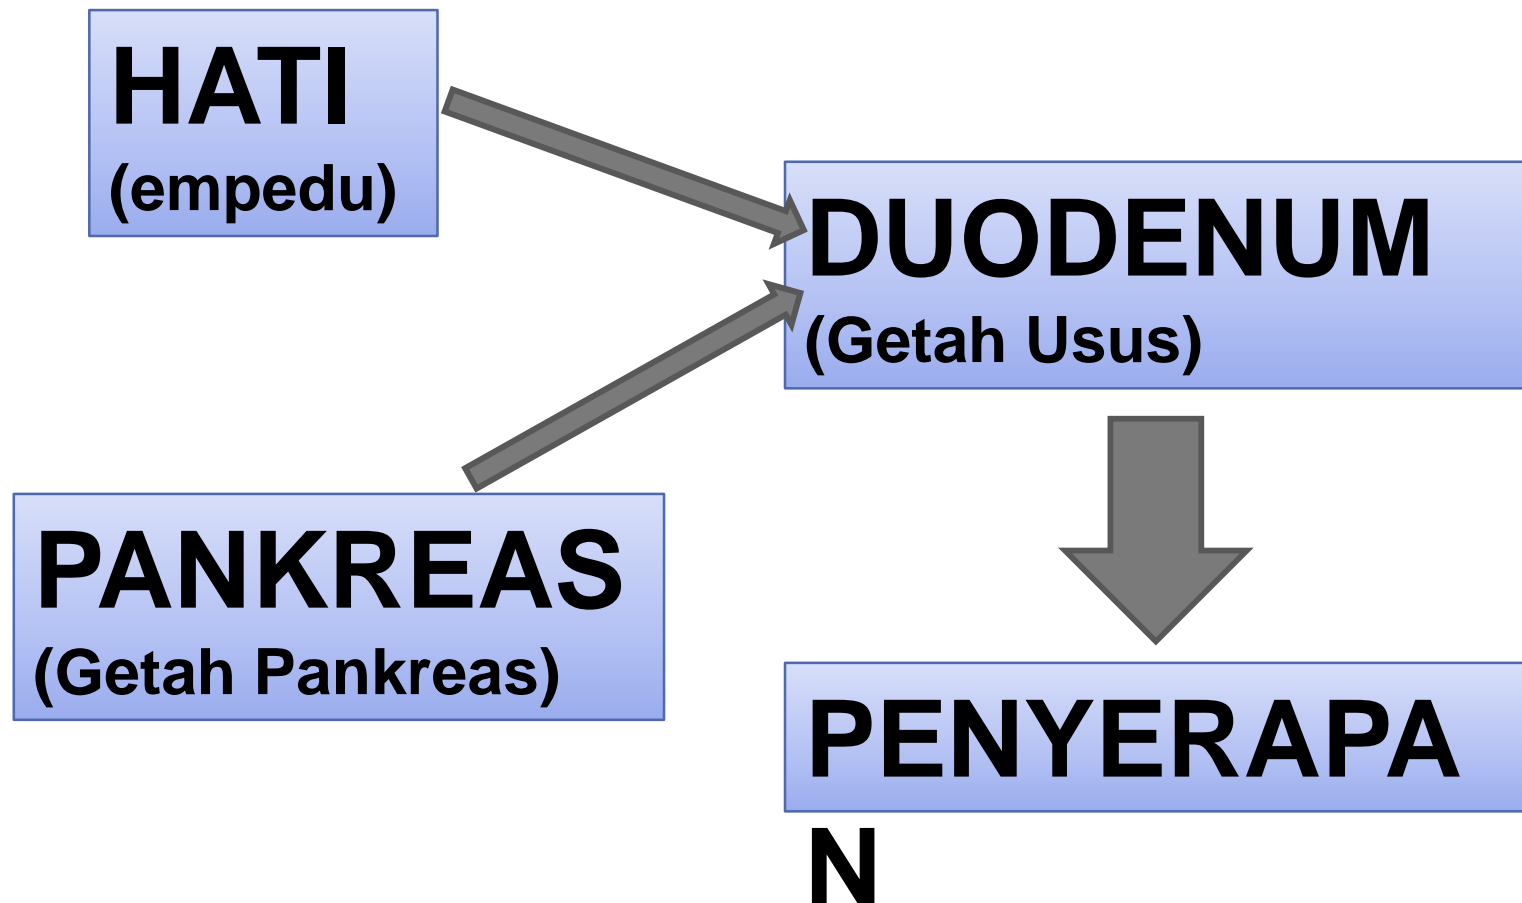 HATI
(empedu)
DUODENUM
(Getah Usus)
PANKREAS
(Getah Pankreas)
PENYERAPA
N